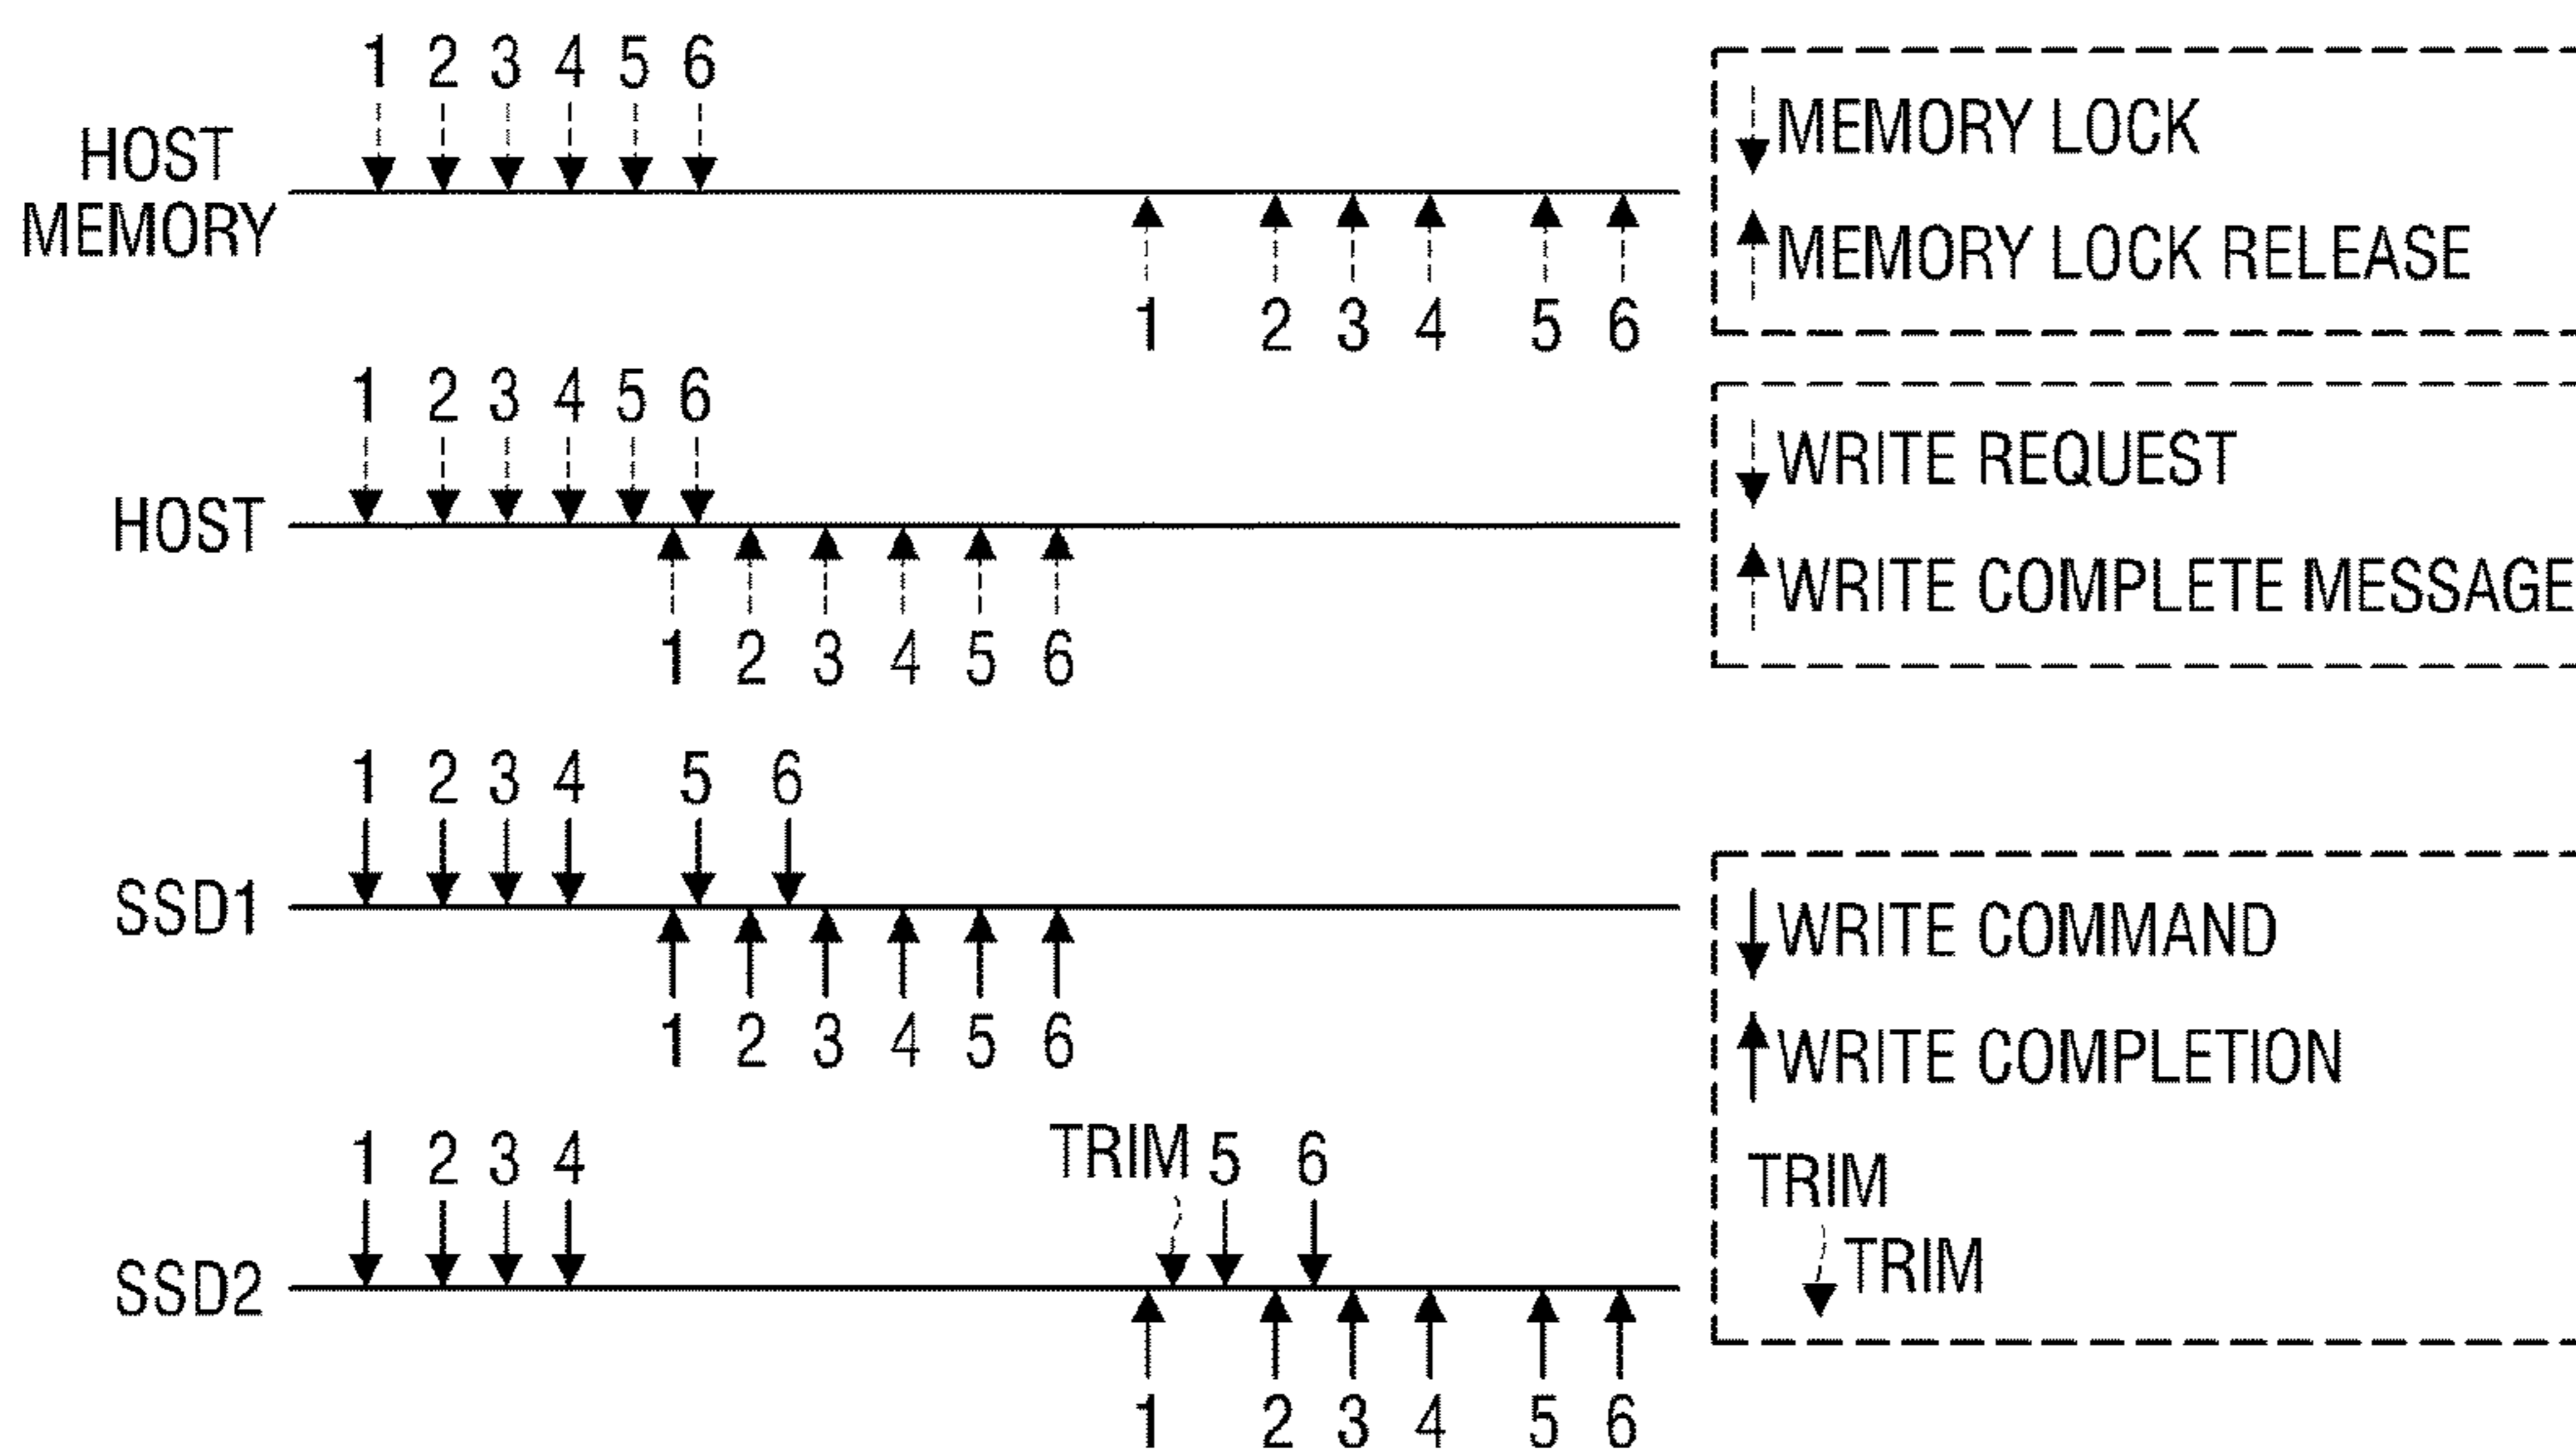 1 2 3 4 5 6
HOST
MEMORY
1 2 3 4 5 6
MEMORY LOCK
MEMORY LOCK RELEASE
1 2 3 4 5 6
HOST
1 2 3 4 5 6
WRITE REQUEST
WRITE COMPLETE MESSAGE
1 2 3 4 5 6
SSD1
1 2 3 4 5 6
1 2 3 4 TRIM 5 6
SSD2
1 2 3 4 5 6
WRITE COMMAND
WRITE COMPLETION
TRIM
TRIM